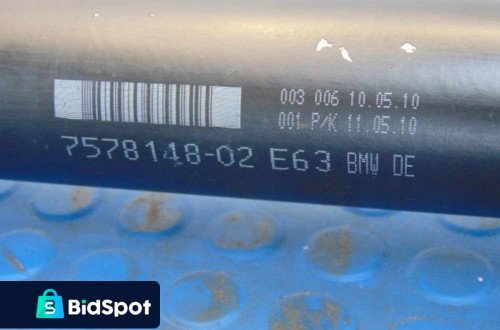 003 006 10.05.10
001 P/K 11.05.10
7578148-02 E63 BMW DE
S
BidSpot